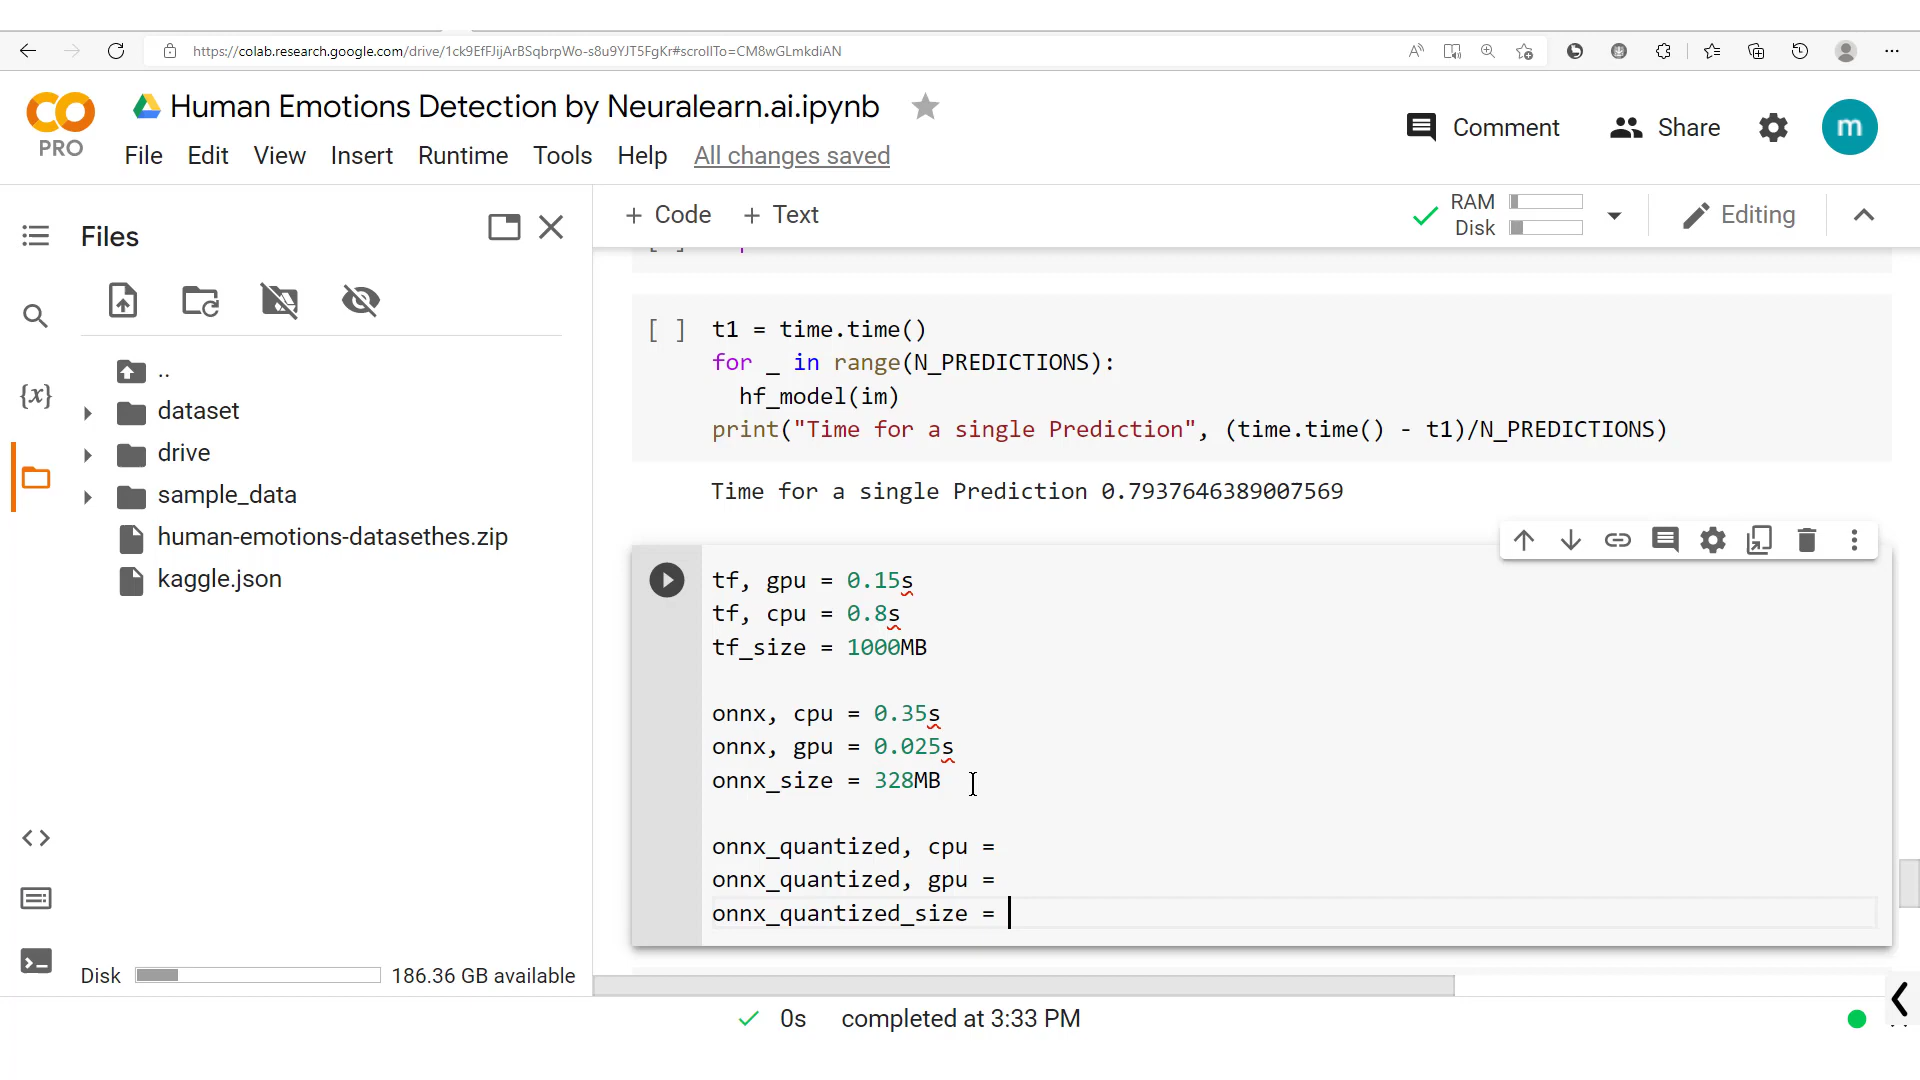 https://colab.research.google.com/drive/1ck9EfFJijArBSqbrpWo-s8u9YJT5FgKr#scrollTo=CM8wGLmkdiAN
PRO
Human Emotions Detection by Neuralearn.ai.ipynb
File Edit View Insert Runtime Tools Help All changes saved
Comment
Share
m
Files
+ Code + Text
RAM
Disk
Editing
{x}
..
dataset
drive
sample_data
human-emotions-datasethes.zip
kaggle.json
Disk
186.36 GB available
[ ] t1 = time.time()
for _ in range(N_PREDICTIONS):
hf_model(im)
print("Time for a single Prediction", (time.time() - t1)/N_PREDICTIONS)
Time for a single Prediction 0.7937646389007569
tf, gpu = 0.15s
tf, cpu = 0.8s
tf_size = 1000MB
onnx, cpu = 0.35s
onnx, gpu = 0.025s
onnx_size = 328MB
onnx_quantized, cpu =
onnx_quantized, gpu =
onnx_quantized_size =
0s completed at 3:33 PM